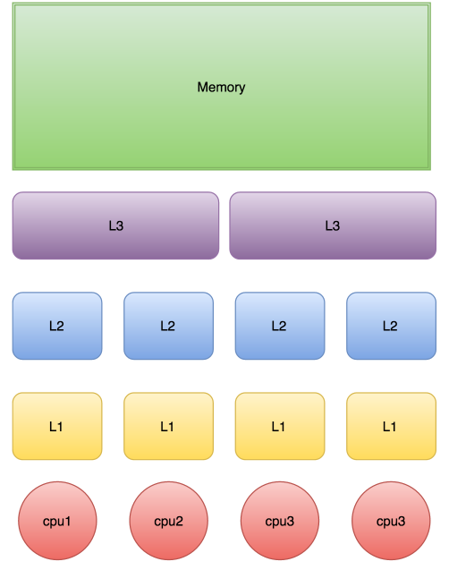 Memory
L3 L3
L2 L2 L2 L2
L1 L1 L1 L1
cpu1 cpu2 cpu3 cpu3